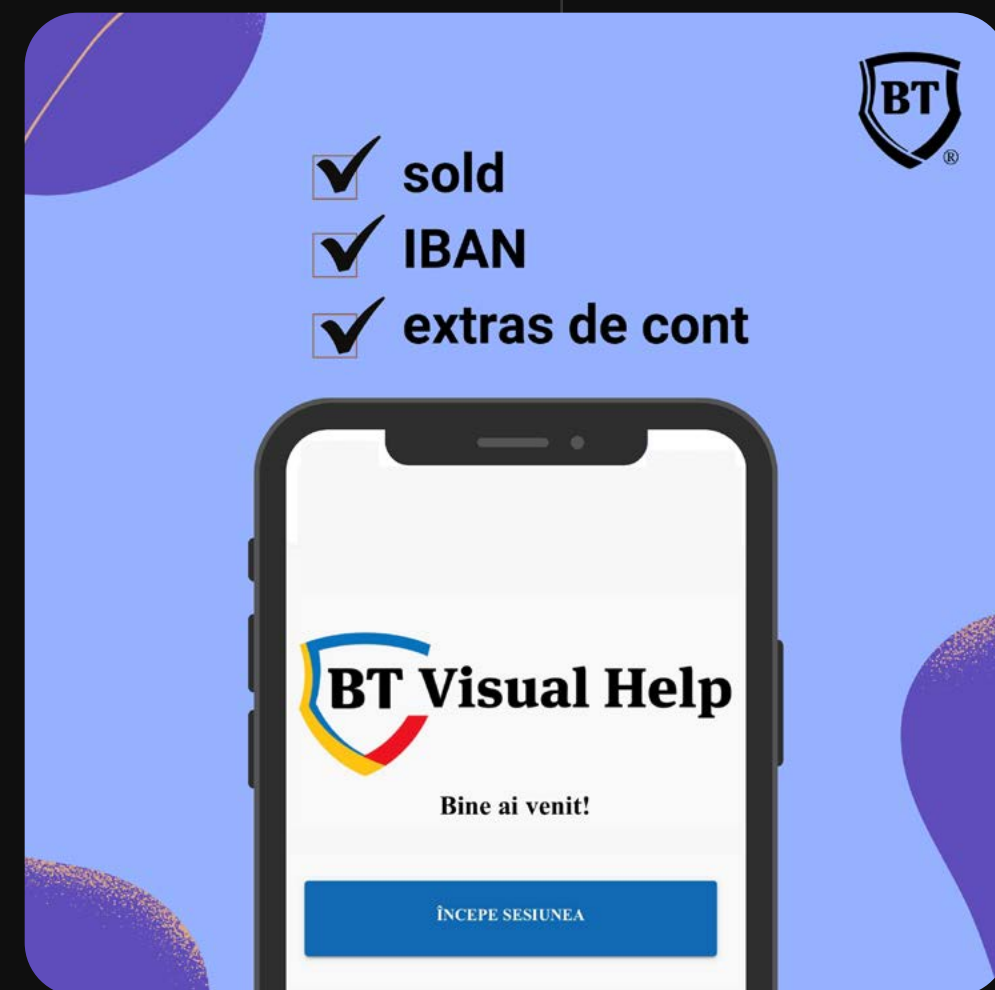 BT
®
sold
IBAN
extras de cont
BT Visual Help
Bine ai venit!
ÎNCEPE SESIUNEA